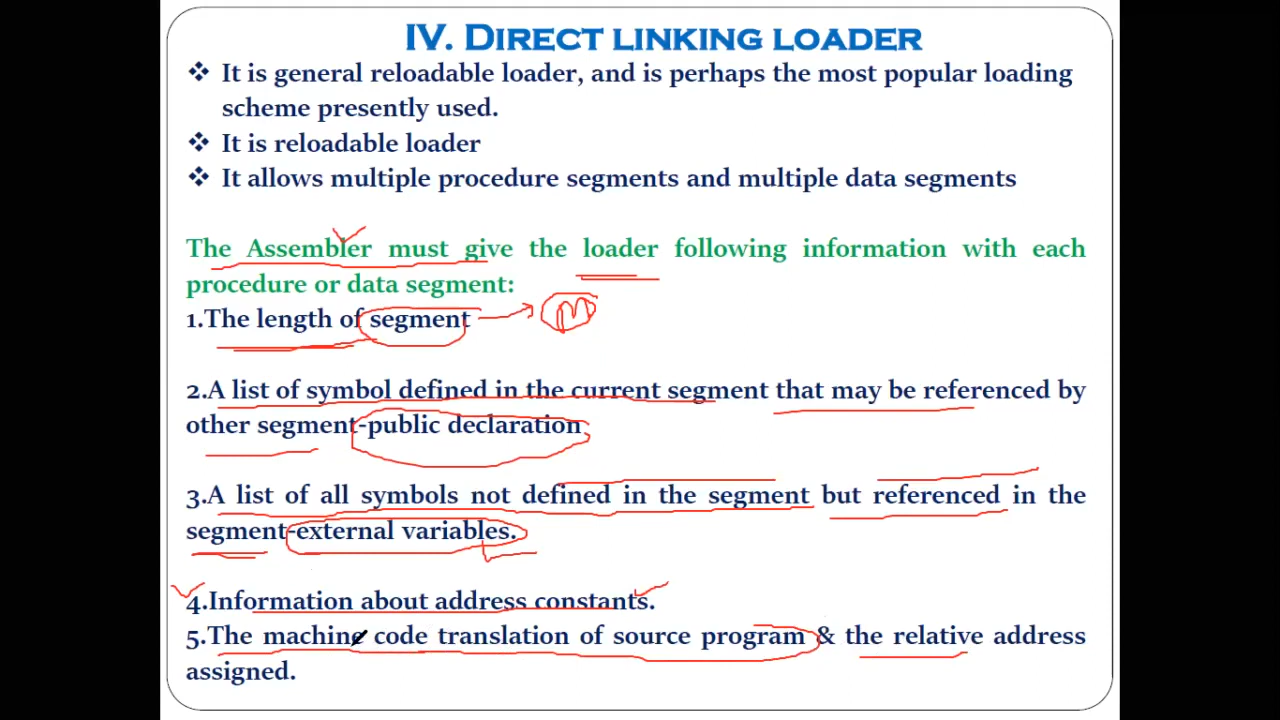 IV. DIRECT LINKING LOADER
❖ It is general reloadable loader, and is perhaps the most popular loading
scheme presently used.
❖ It is reloadable loader
❖ It allows multiple procedure segments and multiple data segments
The Assembler must give the loader following information with each
procedure or data segment:
1.The length of segment M
2.A list of symbol defined in the current segment that may be referenced by
other segment-public declaration
3.A list of all symbols not defined in the segment but referenced in the
segment-external variables.
4.Information about address constants.
5.The machine code translation of source program & the relative address
assigned.